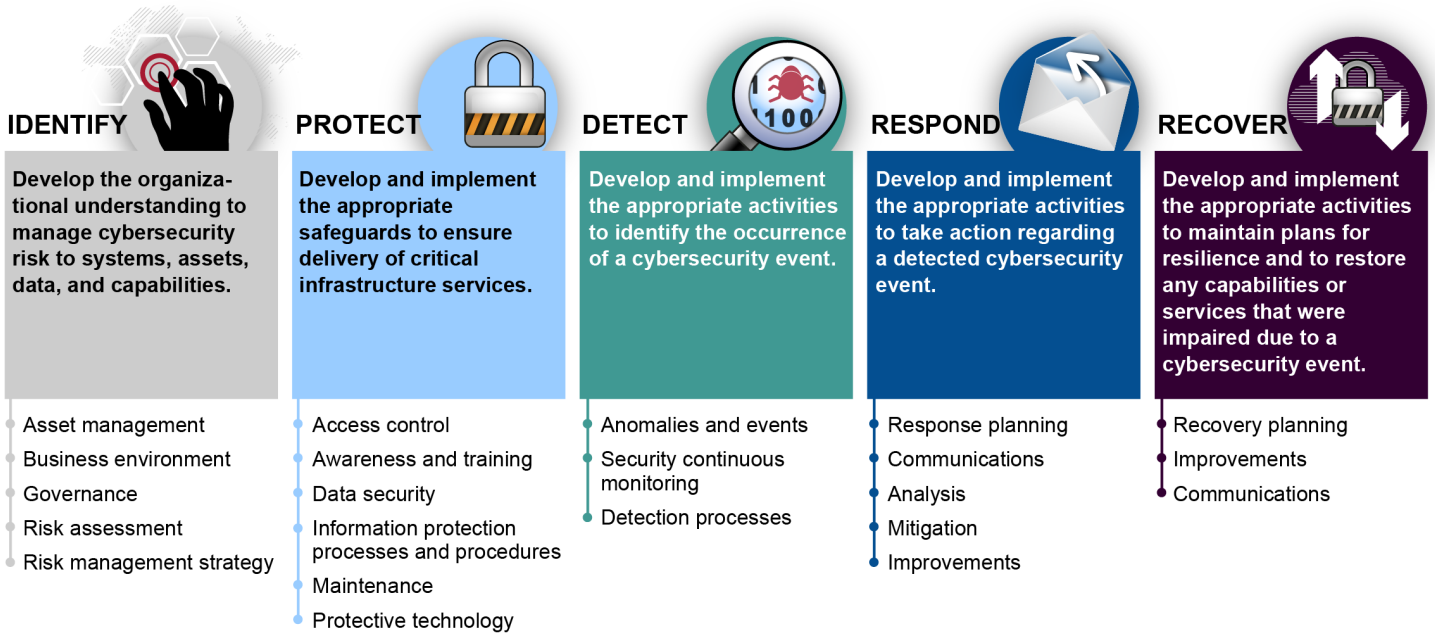 IDENTIFY
Develop the organiza-
tional understanding to
manage cybersecurity
risk to systems, assets,
data, and capabilities.
Asset management
Business environment
Governance
Risk assessment
Risk management strategy
PROTECT
Develop and implement
the appropriate
safeguards to ensure
delivery of critical
infrastructure services.
Access control
Awareness and training
Data security
Information protection
processes and procedures
Maintenance
Protective technology
DETECT
1100
Develop and implement
the appropriate activities
to identify the occurrence
of a cybersecurity event.
Anomalies and events
Security continuous
monitoring
Detection processes
RESPOND
Develop and implement
the appropriate activities
to take action regarding
a detected cybersecurity
event.
Response planning
Communications
Analysis
Mitigation
Improvements
RECOVER
Develop and implement
the appropriate activities
to maintain plans for
resilience and to restore
any capabilities or
services that were
impaired due to a
cybersecurity event.
Recovery planning
Improvements
Communications